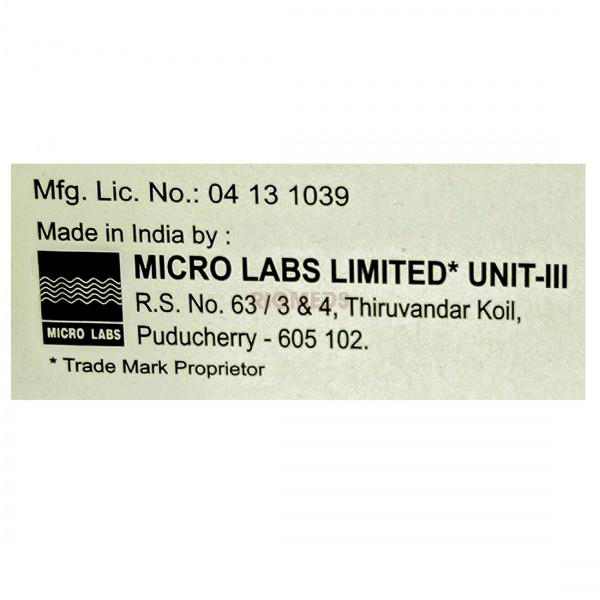 Mfg. Lic. No.: 04 13 1039
Made in India by :
MICRO LABS LIMITED* UNIT-III
RIOMEDS
R.S. No. 63 / 3 & 4, Thiruvandar Koil,
MICRO LABS
Puducherry - 605 102.
* Trade Mark Proprietor